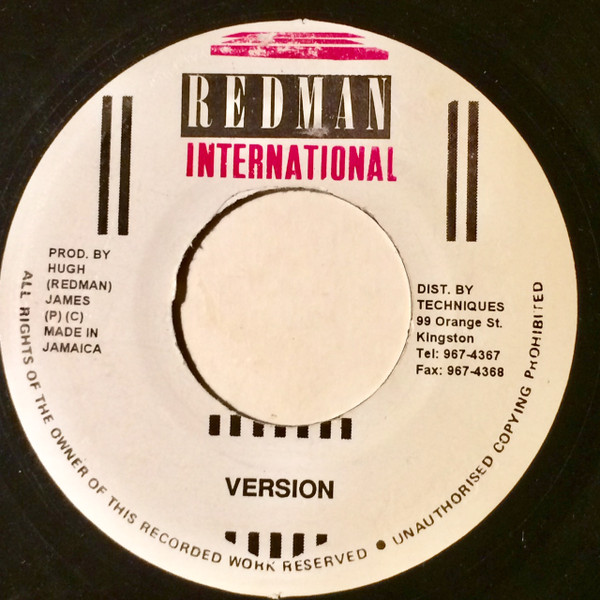 REDMAN
INTERNATIONAL
PROD. BY
HUGH
(REDMAN)
JAMES
(P) (C)
MADE IN
JAMAICA
DIST. BY
TECHNIQUES
99 Orange St.
Kingston
Tel: 967-4367
Fax: 967-4368
VERSION
ALL RIGHTS OF THE OWNER OF THIS RECORDED WORK RESERVED ● UNAUTHORISED COPYING PROHIBITED